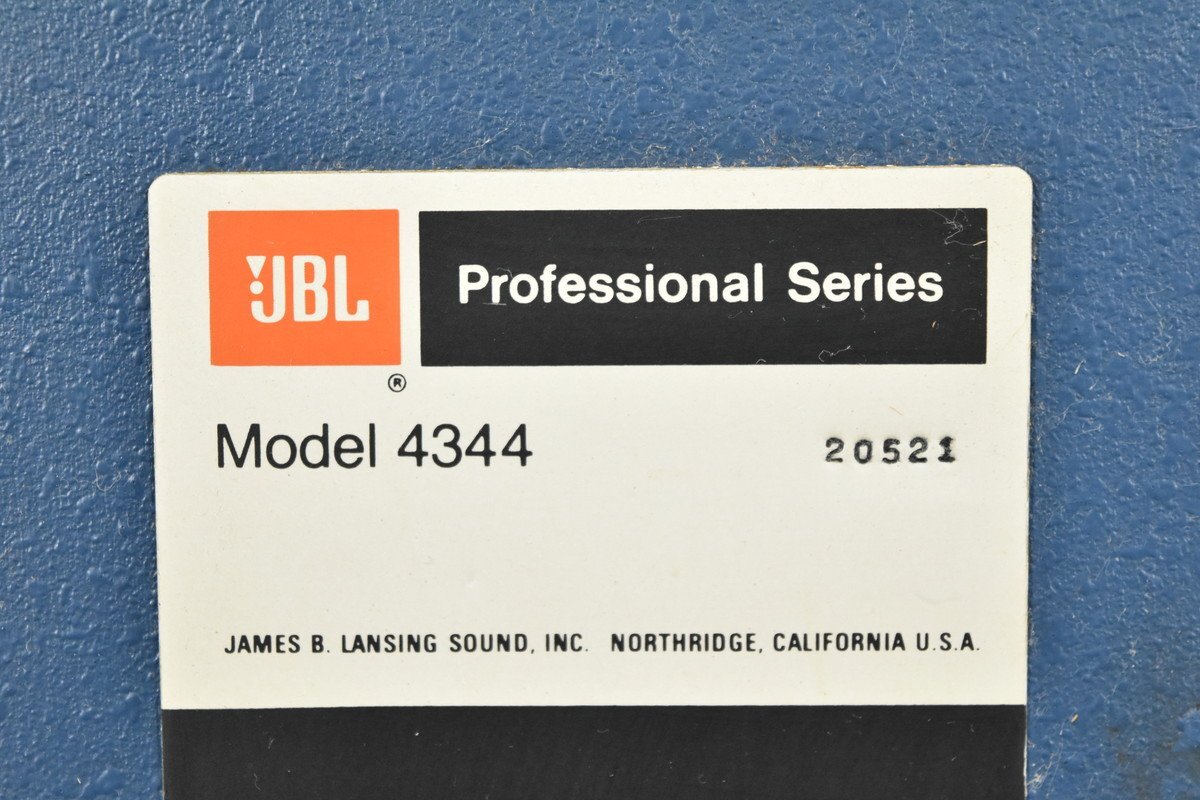 JBL Professional Series
®
Model 4344 20521
JAMES B. LANSING SOUND, INC. NORTHRIDGE, CALIFORNIA U.S.A.